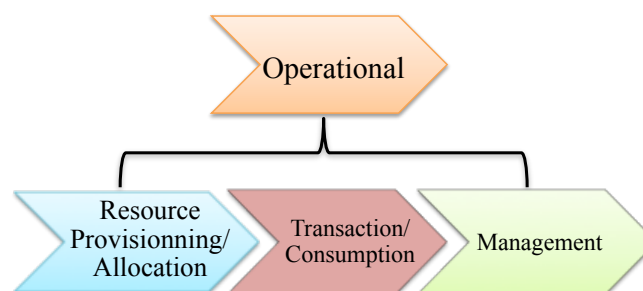 Operational
Resource
Provisionning/
Allocation
Transaction/
Consumption
Management